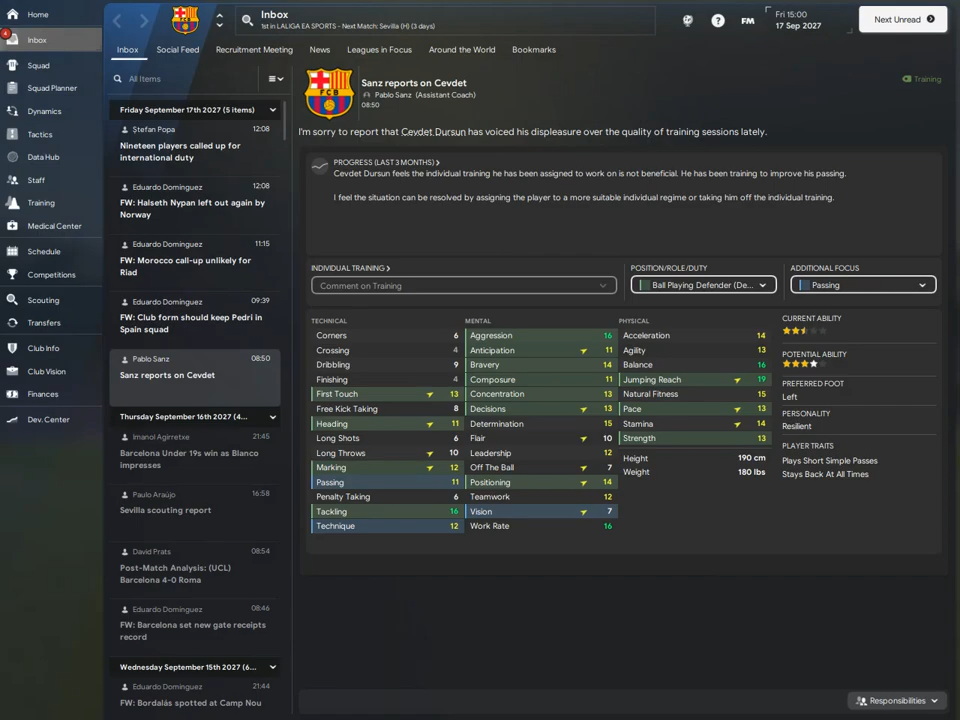 Home
4
Inbox
Squad
Squad Planner
Dynamics
Tactics
Data Hub
Staff
Training
Medical Center
Schedule
Competitions
Scouting
Transfers
Club Info
Club Vision
Finances
Dev. Center
Inbox
1st in LALIGA EA SPORTS - Next Match: Sevilla (H) (3 days)
?
FM
Fri 15:00
17 Sep 2027
Next Unread
Inbox
Social Feed
Recruitment Meeting
News
Leagues in Focus
Around the World
Bookmarks
All Items
Friday September 17th 2027 (5 items)
Ștefan Popa 12:08
Nineteen players called up for
international duty
Eduardo Domínguez 12:08
FW: Halseth Nypan left out again by
Norway
Eduardo Domínguez 11:15
FW: Morocco call-up unlikely for
Riad
Eduardo Domínguez 09:39
FW: Club form should keep Pedri in
Spain squad
Pablo Sanz 08:50
Sanz reports on Cevdet
Thursday September 16th 2027 (4...
Imanol Agirretxe 21:45
Barcelona Under 19s win as Blanco
impresses
Paulo Araújo 16:58
Sevilla scouting report
David Prats 08:54
Post-Match Analysis: (UCL)
Barcelona 4-0 Roma
Eduardo Domínguez 08:46
FW: Barcelona set new gate receipts
record
Wednesday September 15th 2027 (6...
Eduardo Domínguez 21:44
FW: Bordalás spotted at Camp Nou
Sanz reports on Cevdet
Pablo Sanz (Assistant Coach)
08:50
Training
I'm sorry to report that Cevdet Dursun has voiced his displeasure over the quality of training sessions lately.
PROGRESS (LAST 3 MONTHS)
Cevdet Dursun feels the individual training he has been assigned to work on is not beneficial. He has been training to improve his passing.
I feel the situation can be resolved by assigning the player to a more suitable individual regime or taking him off the individual training.
INDIVIDUAL TRAINING
Comment on Training
POSITION/ROLE/DUTY
Ball Playing Defender (De...
ADDITIONAL FOCUS
Passing
TECHNICAL
Corners 6
Crossing 4
Dribbling 9
Finishing 4
First Touch 13
Free Kick Taking 8
Heading 11
Long Shots 6
Long Throws 10
Marking 12
Passing 11
Penalty Taking 6
Tackling 16
Technique 12
MENTAL
Aggression 16
Anticipation 11
Bravery 14
Composure 11
Concentration 13
Decisions 13
Determination 15
Flair 10
Leadership 12
Off The Ball 7
Positioning 14
Teamwork 12
Vision 7
Work Rate 16
PHYSICAL
Acceleration 14
Agility 13
Balance 16
Jumping Reach 19
Natural Fitness 15
Pace 13
Stamina 14
Strength 13
Height 190 cm
Weight 180 lbs
CURRENT ABILITY
POTENTIAL ABILITY
PREFERRED FOOT
Left
PERSONALITY
Resilient
PLAYER TRAITS
Plays Short Simple Passes
Stays Back At All Times
Responsibilities